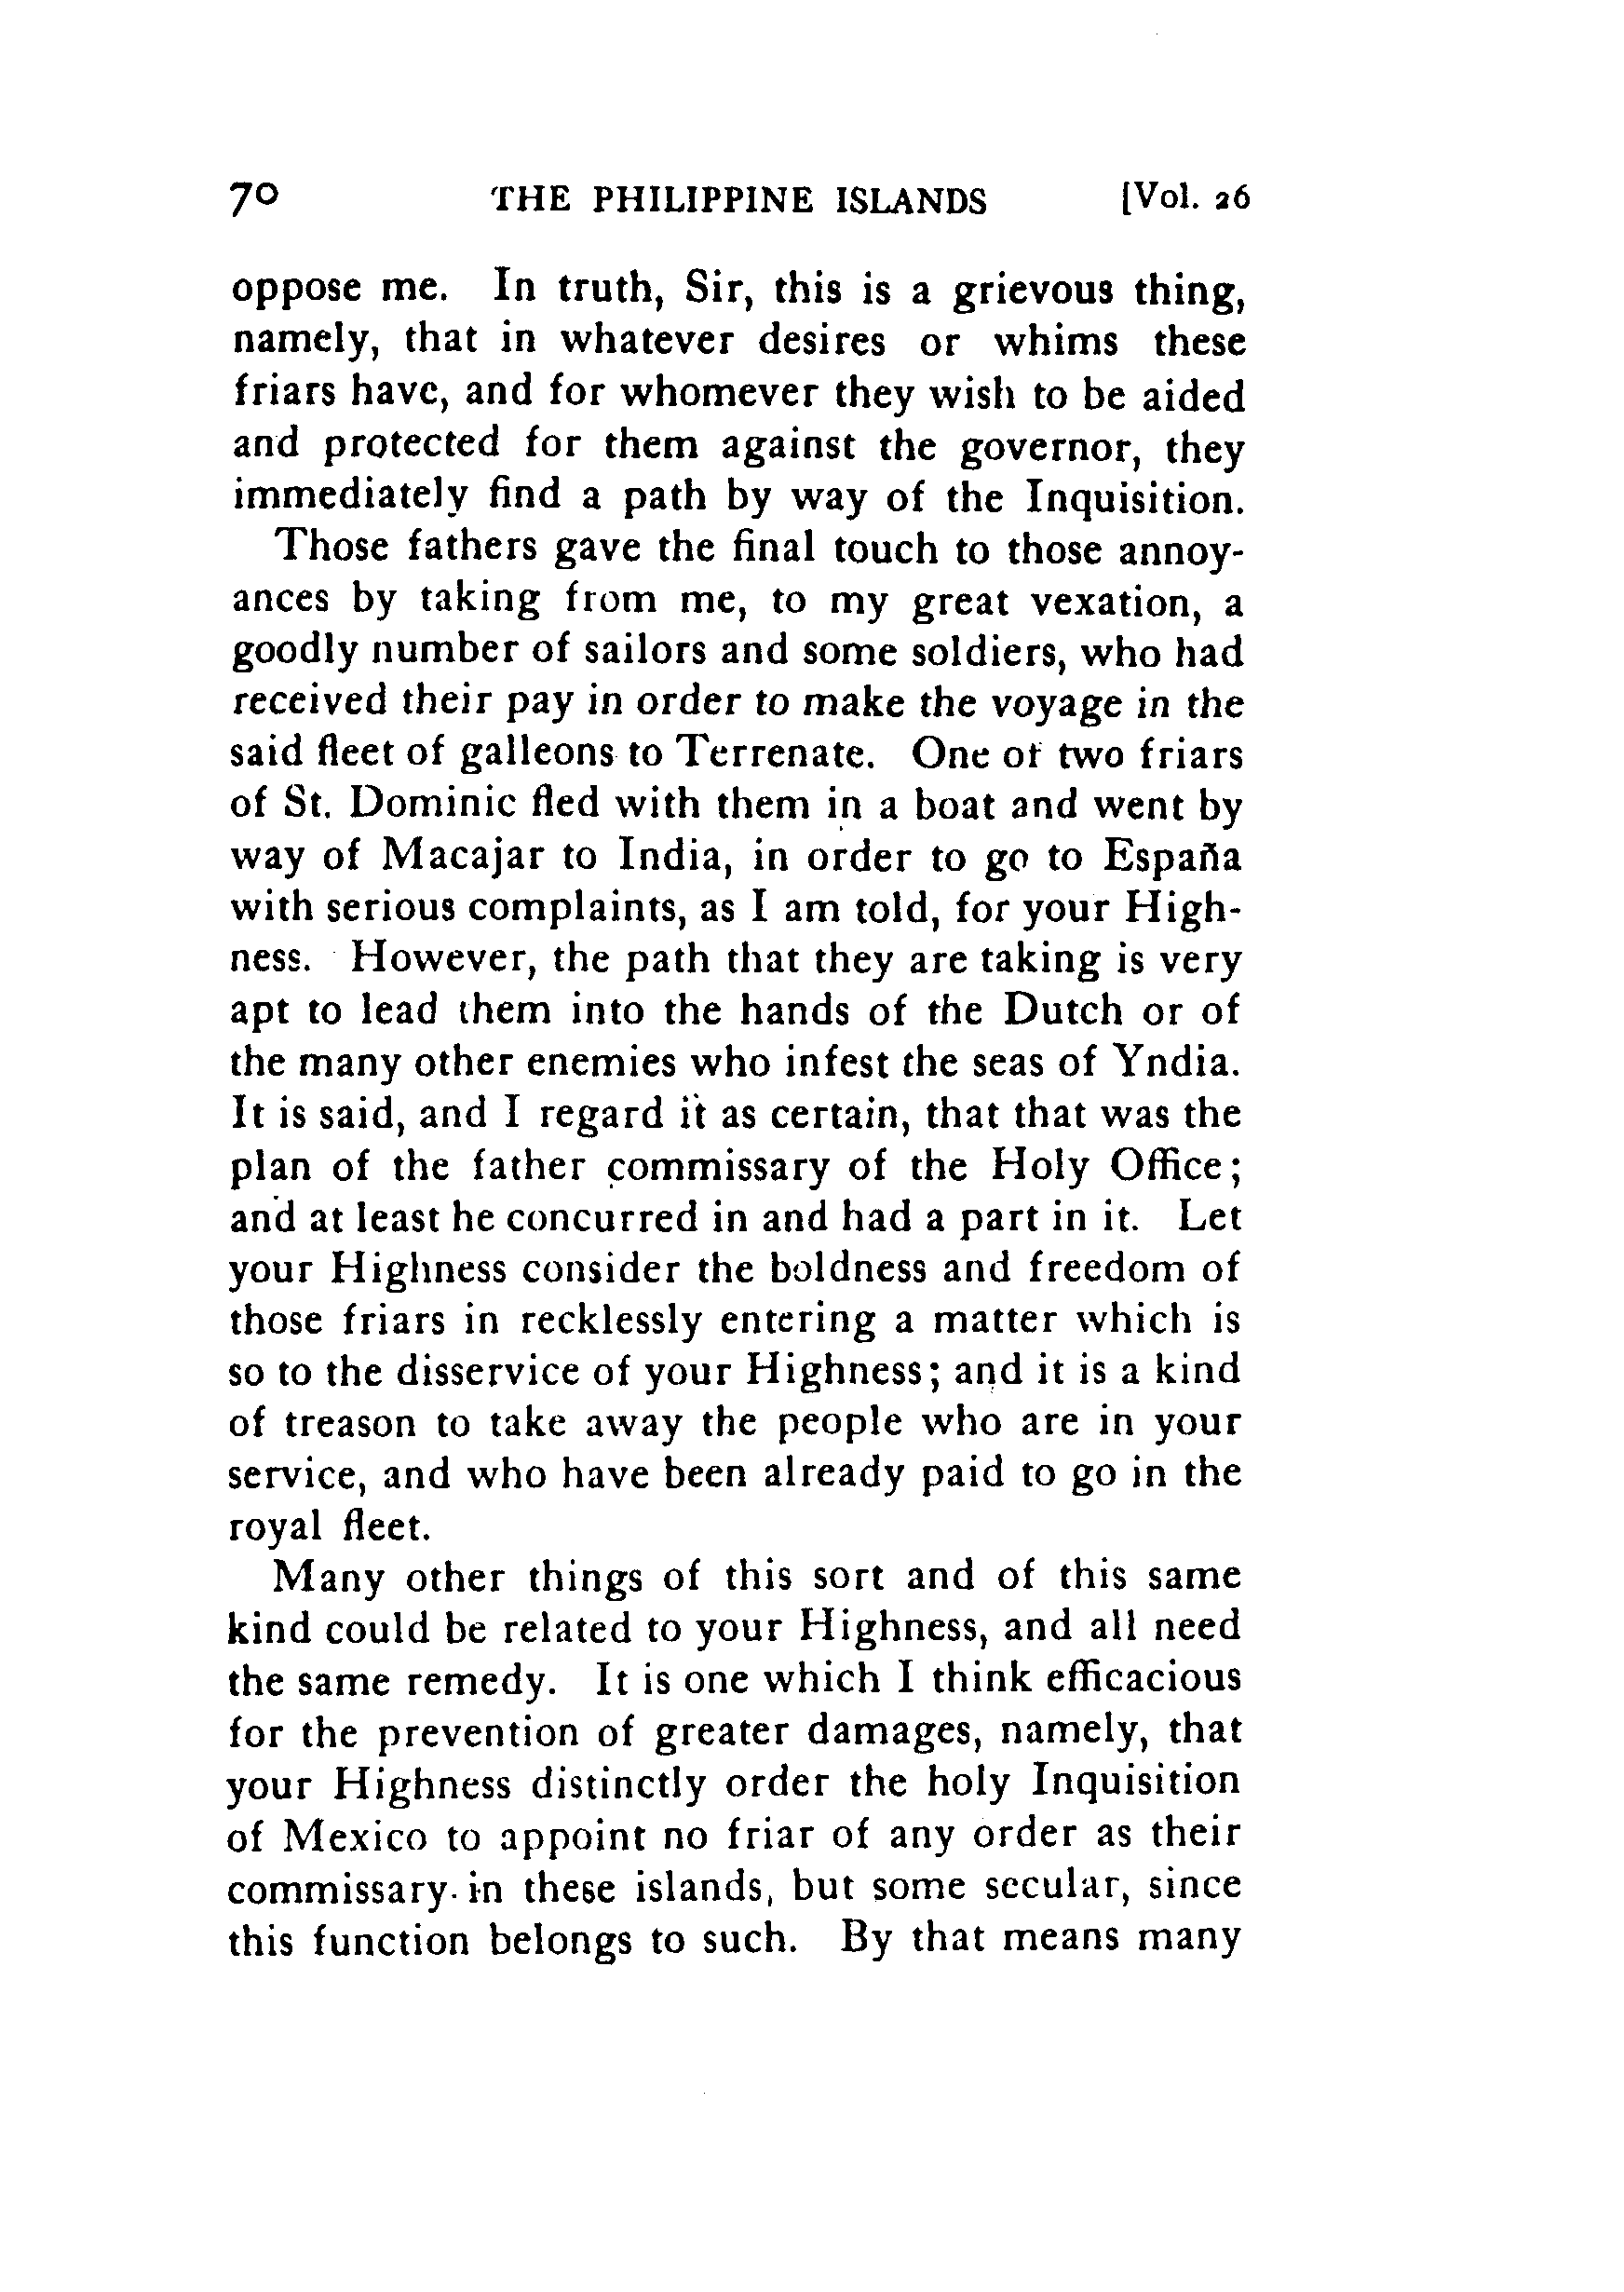 70 THE PHILIPPINE ISLANDS [Vol. 26
oppose me. In truth, Sir, this is a grievous thing,
namely, that in whatever desires or whims these
friars have, and for whomever they wish to be aided
and protected for them against the governor, they
immediately find a path by way of the Inquisition.
Those fathers gave the final touch to those annoy-
ances by taking from me, to my great vexation, a
goodly number of sailors and some soldiers, who had
received their pay in order to make the voyage in the
said fleet of galleons to Terrenate. One or two friars
of St. Dominic fled with them in a boat and went by
way of Macajar to India, in order to go to España
with serious complaints, as I am told, for your High-
ness. However, the path that they are taking is very
apt to lead them into the hands of the Dutch or of
the many other enemies who infest the seas of Yndia.
It is said, and I regard it as certain, that that was the
plan of the father commissary of the Holy Office;
and at least he concurred in and had a part in it. Let
your Highness consider the boldness and freedom of
those friars in recklessly entering a matter which is
so to the disservice of your Highness; and it is a kind
of treason to take away the people who are in your
service, and who have been already paid to go in the
royal fleet.
Many other things of this sort and of this same
kind could be related to your Highness, and all need
the same remedy. It is one which I think efficacious
for the prevention of greater damages, namely, that
your Highness distinctly order the holy Inquisition
of Mexico to appoint no friar of any order as their
commissary in these islands, but some secular, since
this function belongs to such. By that means many